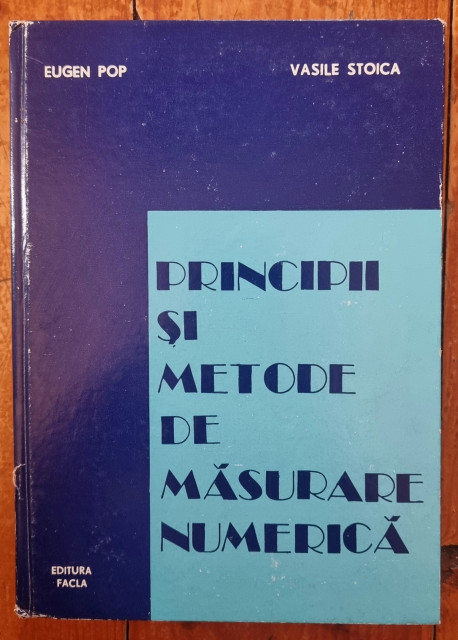 EUGEN POP
VASILE STOICA
PRINCIPII
ȘI
METODE
DE
MĂSURARE
NUMERICĂ
EDITURA
FACLA